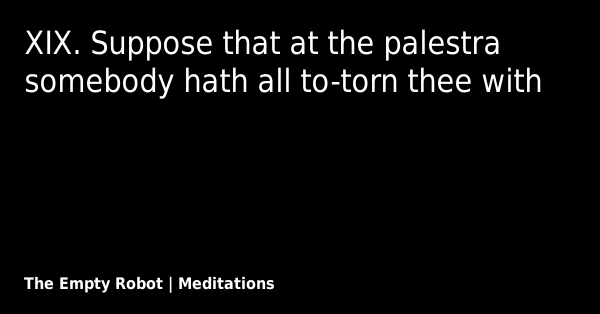 XIX. Suppose that at the palestra
somebody hath all to-torn thee with
The Empty Robot | Meditations